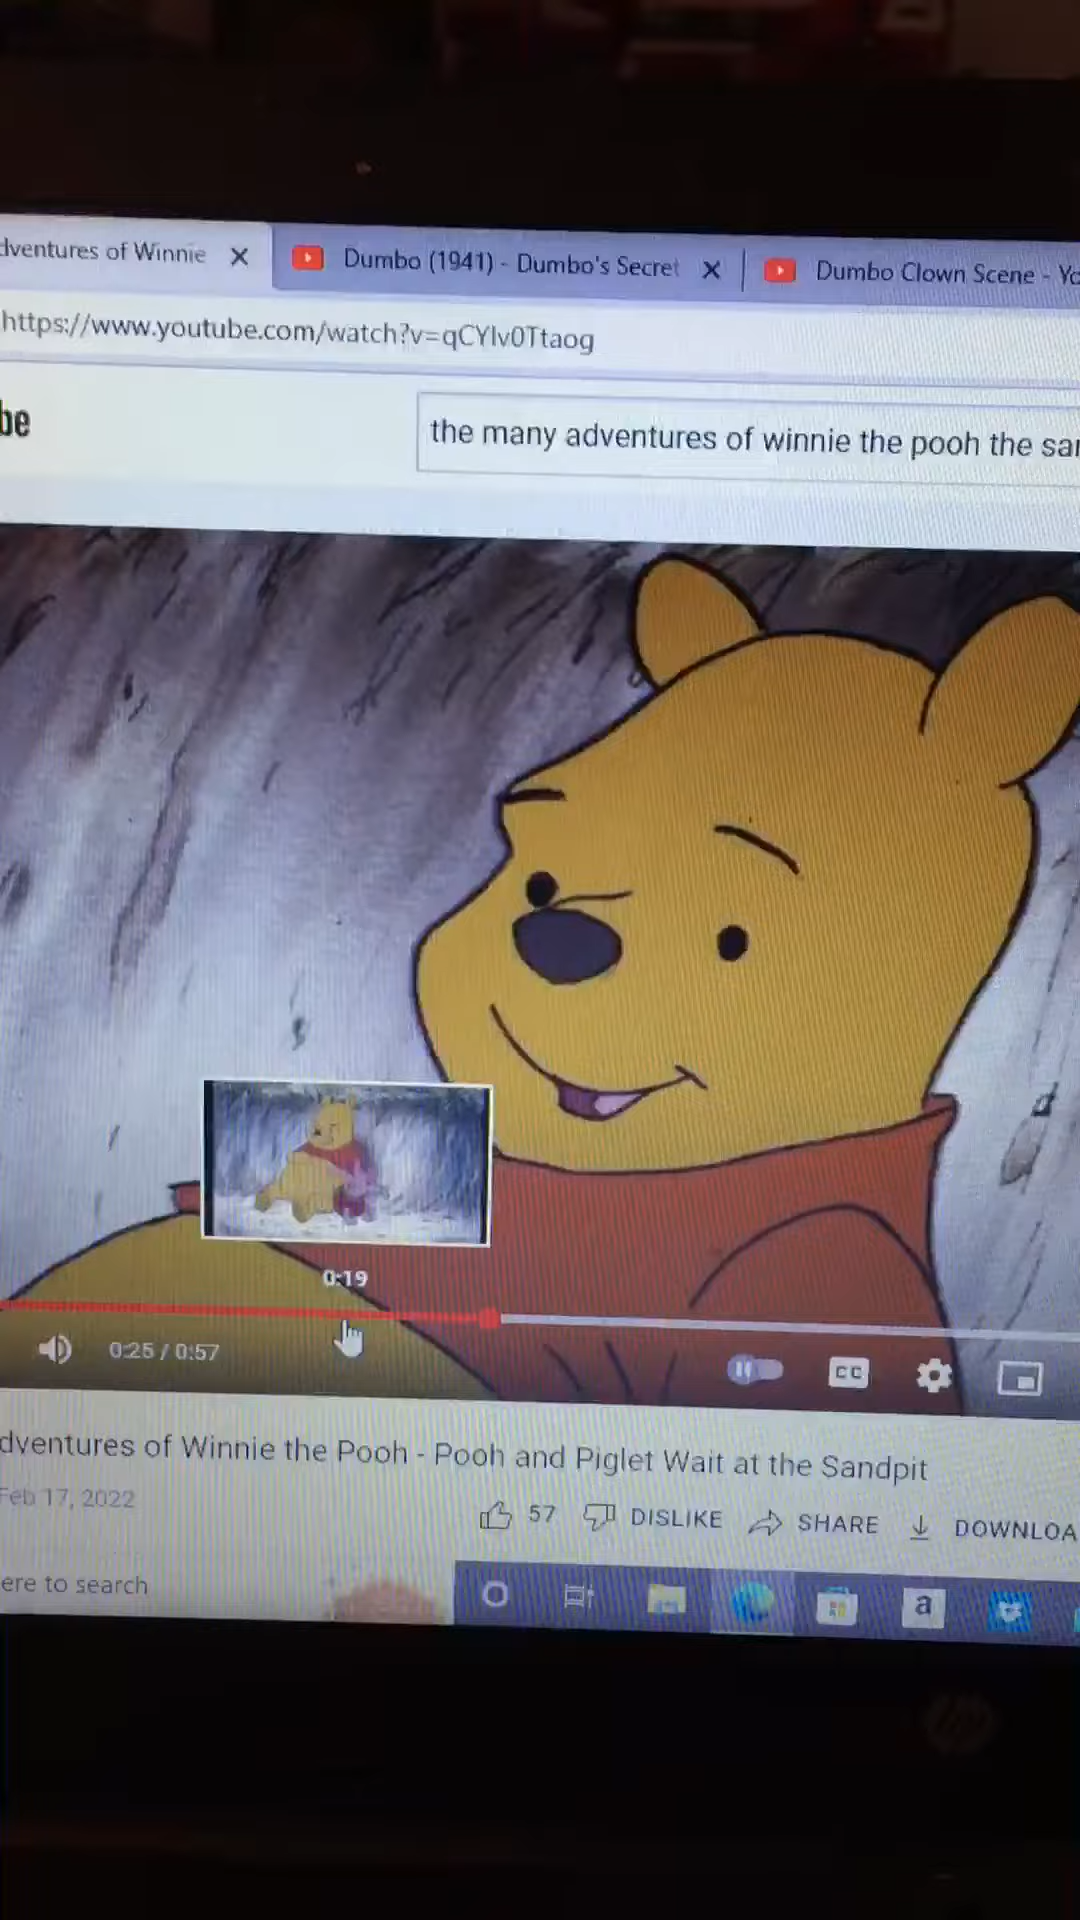 dventures of Winnie
Dumbo (1941) - Dumbo's Secret
Dumbo Clown Scene - Yo
https://www.youtube.com/watch?v=qCYlv0Ttaog
be
the many adventures of winnie the pooh the sa
0:19
0:25 / 0:57
CC
dventures of Winnie the Pooh - Pooh and Piglet Wait at the Sandpit
Feb 17, 2022
57
DISLIKE
SHARE
DOWNLOA
ere to search
a
hp